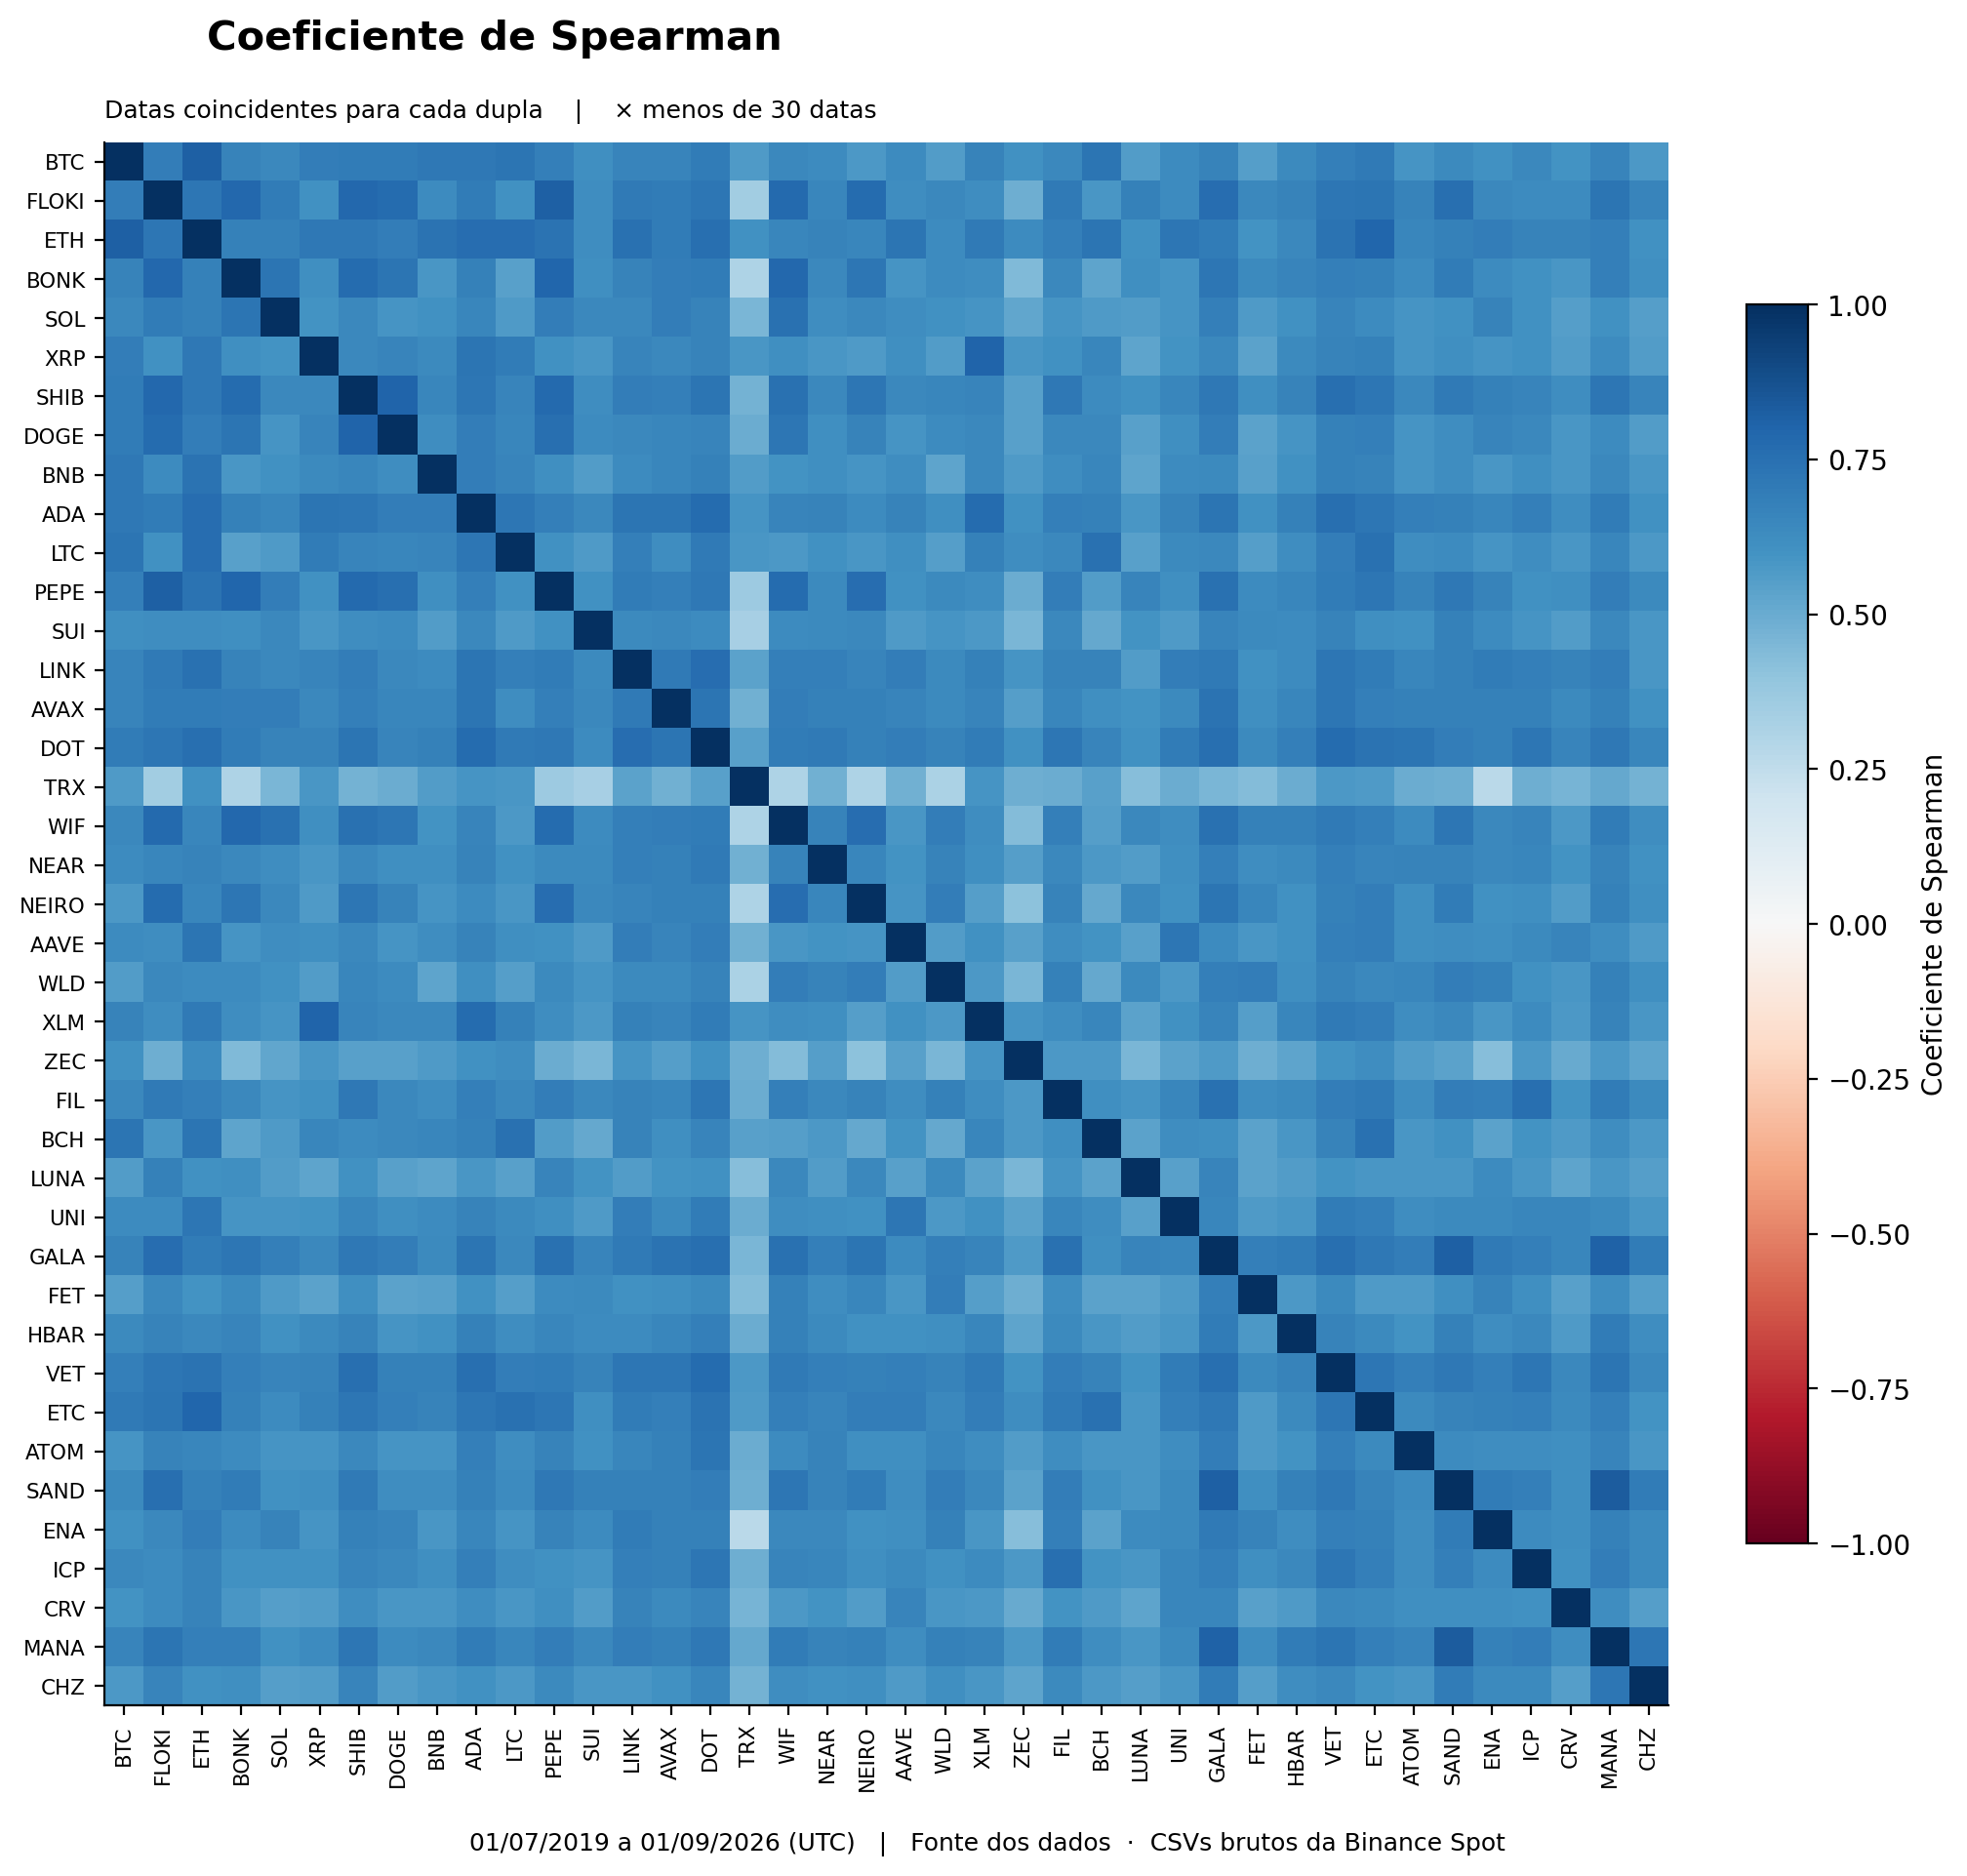 Coeficiente de Spearman
Datas coincidentes para cada dupla | × menos de 30 datas
BTC
FLOKI
ETH
BONK
SOL
XRP
SHIB
DOGE
BNB
ADA
LTC
PEPE
SUI
LINK
AVAX
DOT
TRX
WIF
NEAR
NEIRO
AAVE
WLD
XLM
ZEC
FIL
BCH
LUNA
UNI
GALA
FET
HBAR
VET
ETC
ATOM
SAND
ENA
ICP
CRV
MANA
CHZ
BTC
FLOKI
ETH
BONK
SOL
XRP
SHIB
DOGE
BNB
ADA
LTC
PEPE
SUI
LINK
AVAX
DOT
TRX
WIF
NEAR
NEIRO
AAVE
WLD
XLM
ZEC
FIL
BCH
LUNA
UNI
GALA
FET
HBAR
VET
ETC
ATOM
SAND
ENA
ICP
CRV
MANA
CHZ
1.00
0.75
0.50
0.25
0.00
−0.25
−0.50
−0.75
−1.00
Coeficiente de Spearman
01/07/2019 a 01/09/2026 (UTC) | Fonte dos dados · CSVs brutos da Binance Spot